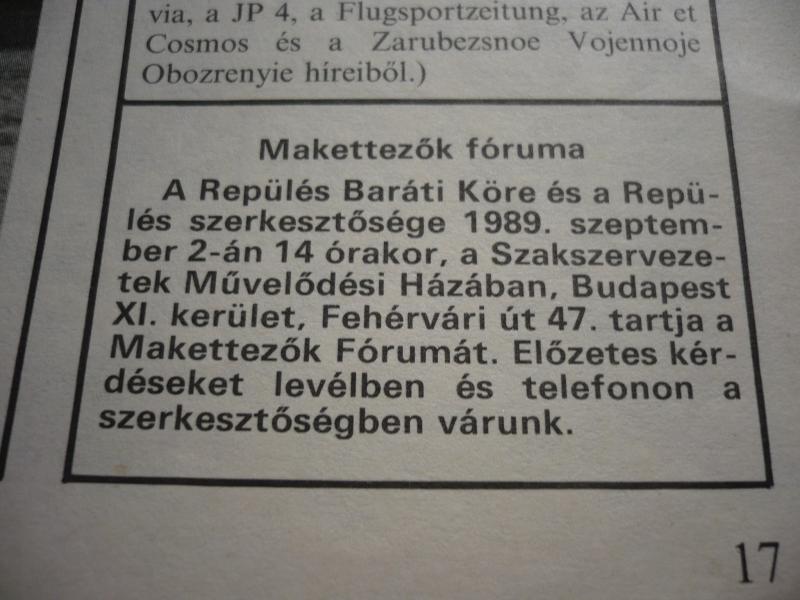 via, a JP 4, a Flugsportzeitung, az Air et
Cosmos és a Zarubezsnoe Vojennoje
Obozrenyie híreiből.)
Makettezők fóruma
A Repülés Baráti Köre és a Repü-
lés szerkesztősége 1989. szeptem-
ber 2-án 14 órakor, a Szakszerveze-
tek Művelődési Házában, Budapest
XI. kerület, Fehérvári út 47. tartja a
Makettezők Fórumát. Előzetes kér-
déseket levélben és telefonon a
szerkesztőségben várunk.
17